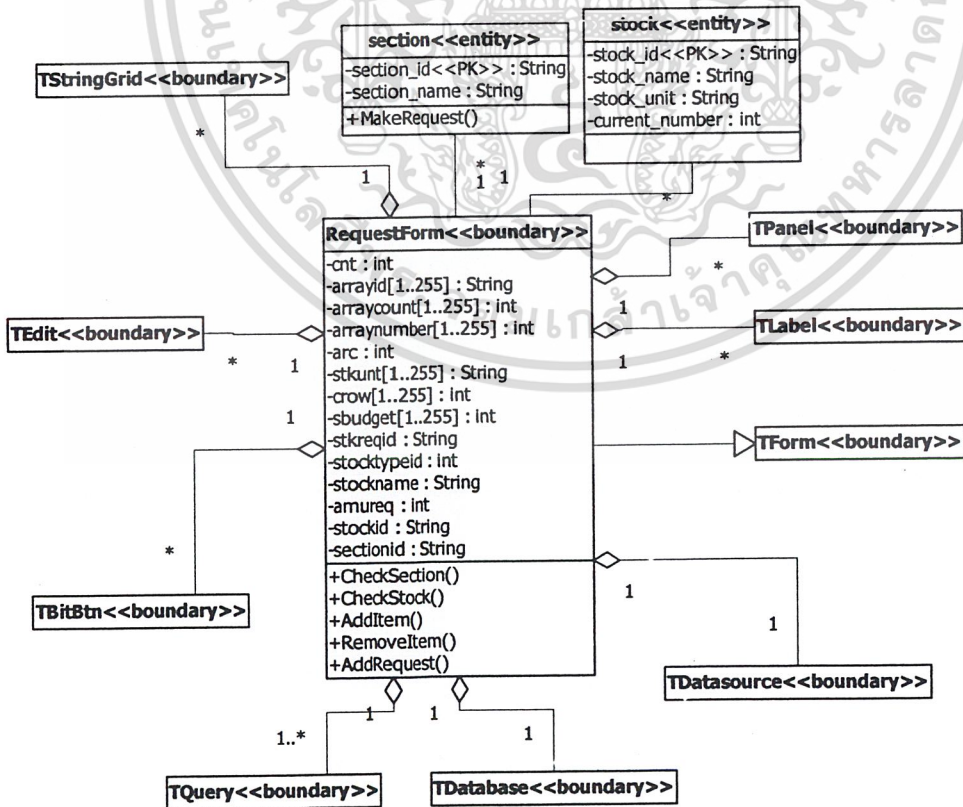 section<<entity>>
-section_id<<PK>> : String
-section_name : String
+MakeRequest()
stock<<entity>>
-stock_id<<PK>> : String
-stock_name : String
-stock_unit : String
-current_number : int
TStringGrid<<boundary>>
*
1
*
1
1
*
RequestForm<<boundary>>
-cnt : int
-arrayid[1..255] : String
-arraycount[1..255] : int
-arraynumber[1..255] : int
-arc : int
-stkunt[1..255] : String
-crow[1..255] : int
-sbudget[1..255] : int
-stkreqid : String
-stocktypeid : int
-stockname : String
-amureq : int
-stockid : String
-sectionid : String
+CheckSection()
+CheckStock()
+AddItem()
+RemoveItem()
+AddRequest()
TPanel<<boundary>>
*
1
TLabel<<boundary>>
*
1
TEdit<<boundary>>
*
1
TForm<<boundary>>
1
*
TBitBtn<<boundary>>
1
1
TDatasource<<boundary>>
1
1..*
TQuery<<boundary>>
1
1
TDatabase<<boundary>>